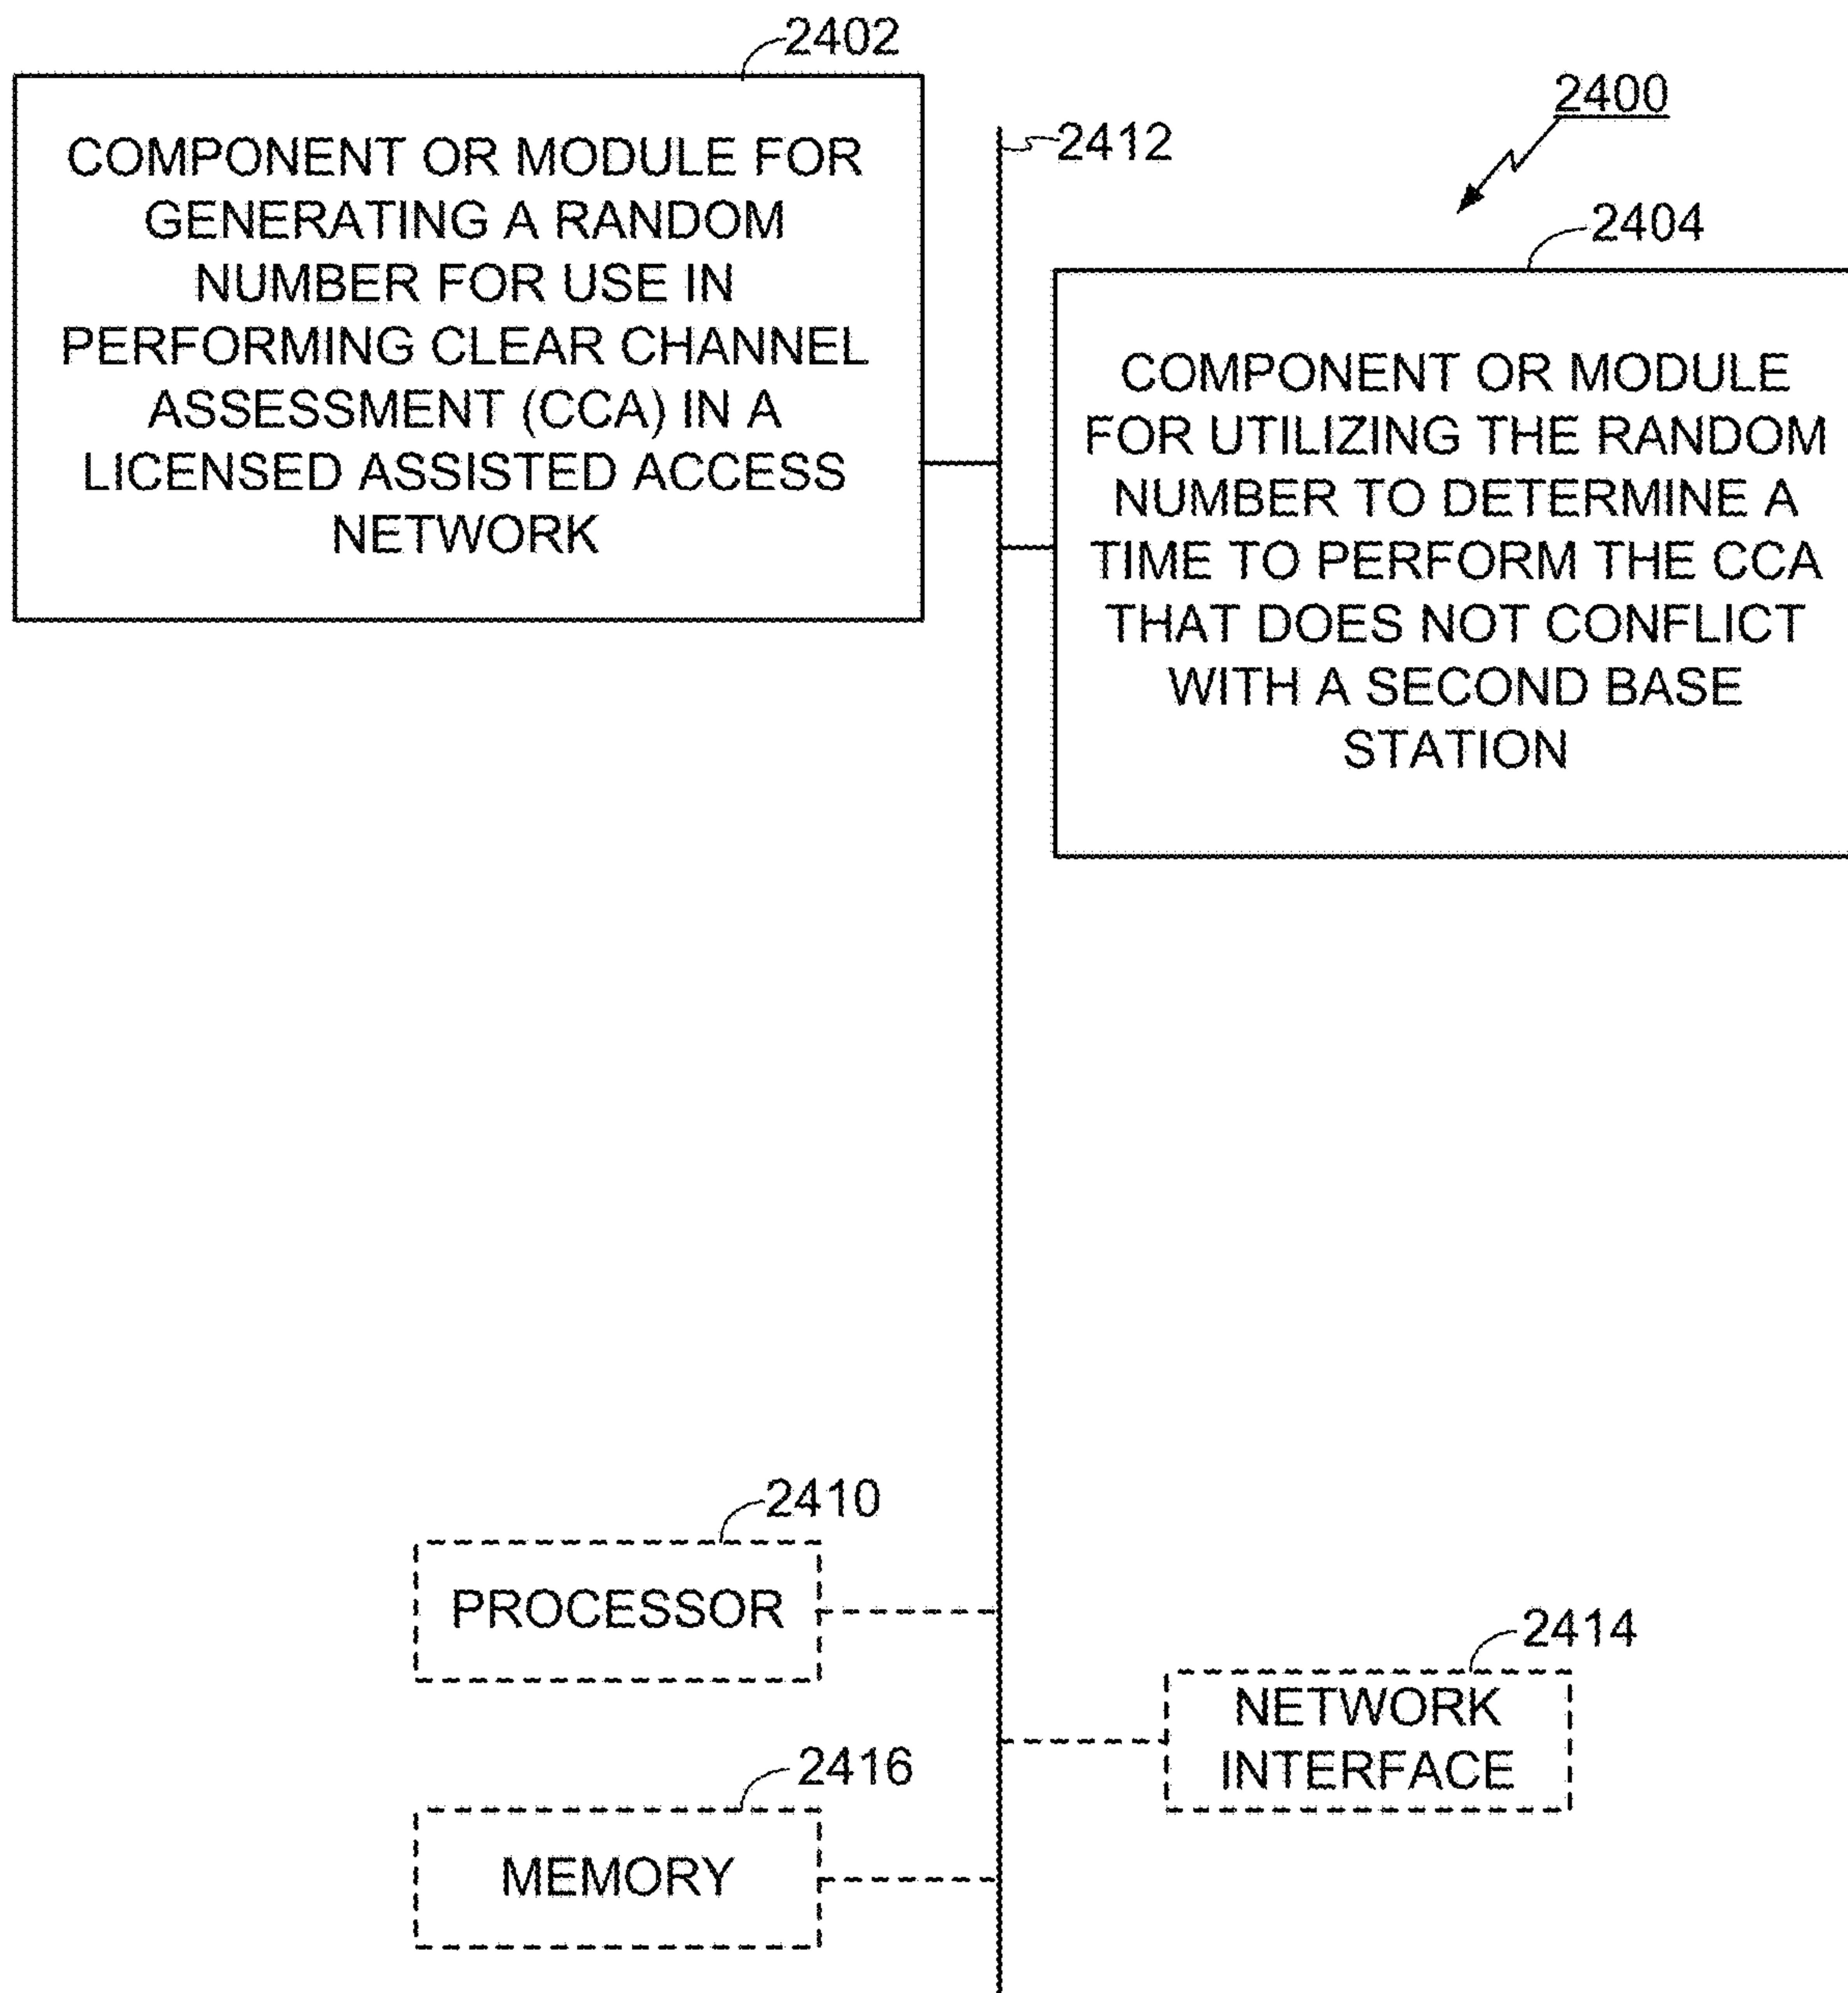 2402
COMPONENT OR MODULE FOR
GENERATING A RANDOM
NUMBER FOR USE IN
PERFORMING CLEAR CHANNEL
ASSESSMENT (CCA) IN A
LICENSED ASSISTED ACCESS
NETWORK
2412
2400
2404
COMPONENT OR MODULE
FOR UTILIZING THE RANDOM
NUMBER TO DETERMINE A
TIME TO PERFORM THE CCA
THAT DOES NOT CONFLICT
WITH A SECOND BASE
STATION
2410
PROCESSOR
2414
NETWORK
INTERFACE
2416
MEMORY